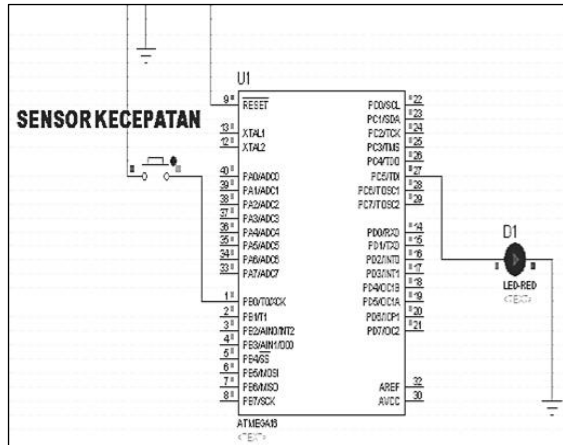 U1
SENSOR KECEPATAN
9 RESET
13 XTAL1
12 XTAL2
40 PA0/ADC0
39 PA1/ADC1
38 PA2/ADC2
37 PA3/ADC3
36 PA4/ADC4
35 PA5/ADC5
34 PA6/ADC6
33 PA7/ADC7
1 PB0/T0/XCK
2 PB1/T1
3 PB2/AIN0/INT2
4 PB3/AIN1/OC0
5 PB4/SS
6 PB5/MOSI
7 PB6/MISO
8 PB7/SCK
PC0/SCL 22
PC1/SDA 23
PC2/TCK 24
PC3/TMS 25
PC4/TDO 26
PC5/TDI 27
PC6/TOSC1 28
PC7/TOSC2 29
PD0/RXD 14
PD1/TXD 15
PD2/INT0 16
PD3/INT1 17
PD4/OC1B 18
PD5/OC1A 19
PD6/ICP1 20
PD7/OC2 21
AREF 32
AVCC 30
ATMEGA16
<TEXT>
D1
LED-RED
<TEXT>